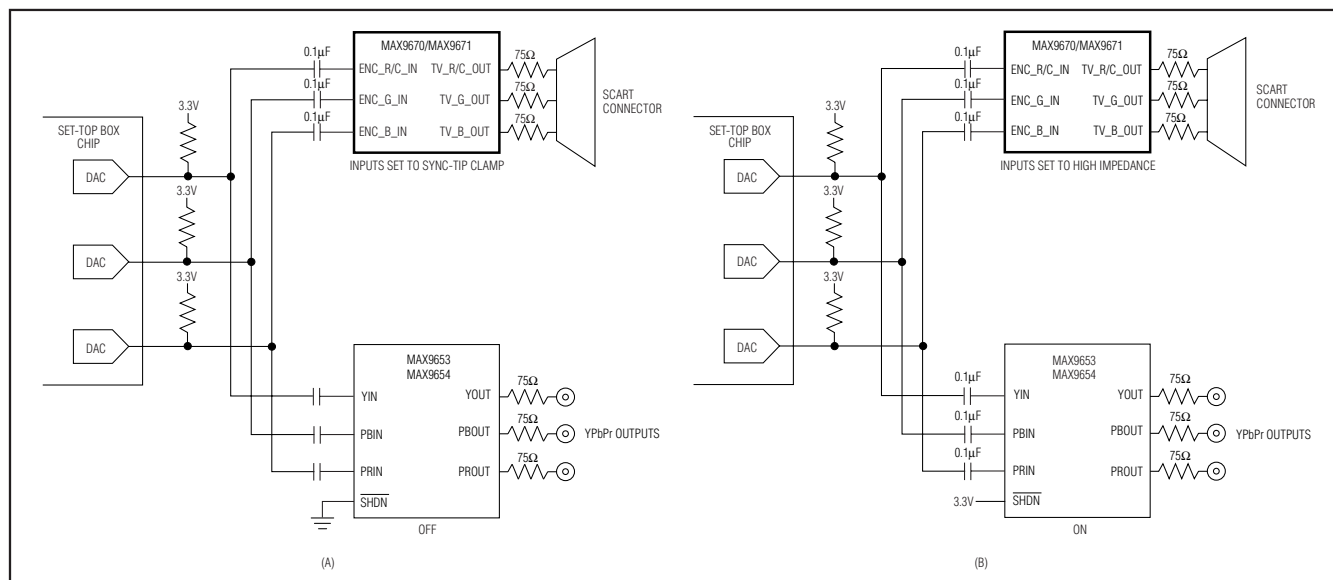 0.1µF
0.1µF
0.1µF
MAX9670/MAX9671
ENC_R/C_IN TV_R/C_OUT
ENC_G_IN TV_G_OUT
ENC_B_IN TV_B_OUT
75Ω
75Ω
75Ω
SCART
CONNECTOR
INPUTS SET TO SYNC-TIP CLAMP
SET-TOP BOX
CHIP
3.3V
DAC
3.3V
DAC
3.3V
DAC
MAX9653
MAX9654
YIN YOUT
PBIN PBOUT
PRIN PROUT
SHDN
75Ω
75Ω
75Ω
YPbPr OUTPUTS
OFF
(A)
0.1µF
0.1µF
0.1µF
MAX9670/MAX9671
ENC_R/C_IN TV_R/C_OUT
ENC_G_IN TV_G_OUT
ENC_B_IN TV_B_OUT
75Ω
75Ω
75Ω
SCART
CONNECTOR
INPUTS SET TO HIGH IMPEDANCE
SET-TOP BOX
CHIP
3.3V
DAC
3.3V
DAC
3.3V
DAC
0.1µF
0.1µF
0.1µF
MAX9653
MAX9654
YIN YOUT
PBIN PBOUT
PRIN PROUT
3.3V
SHDN
75Ω
75Ω
75Ω
YPbPr OUTPUTS
ON
(B)